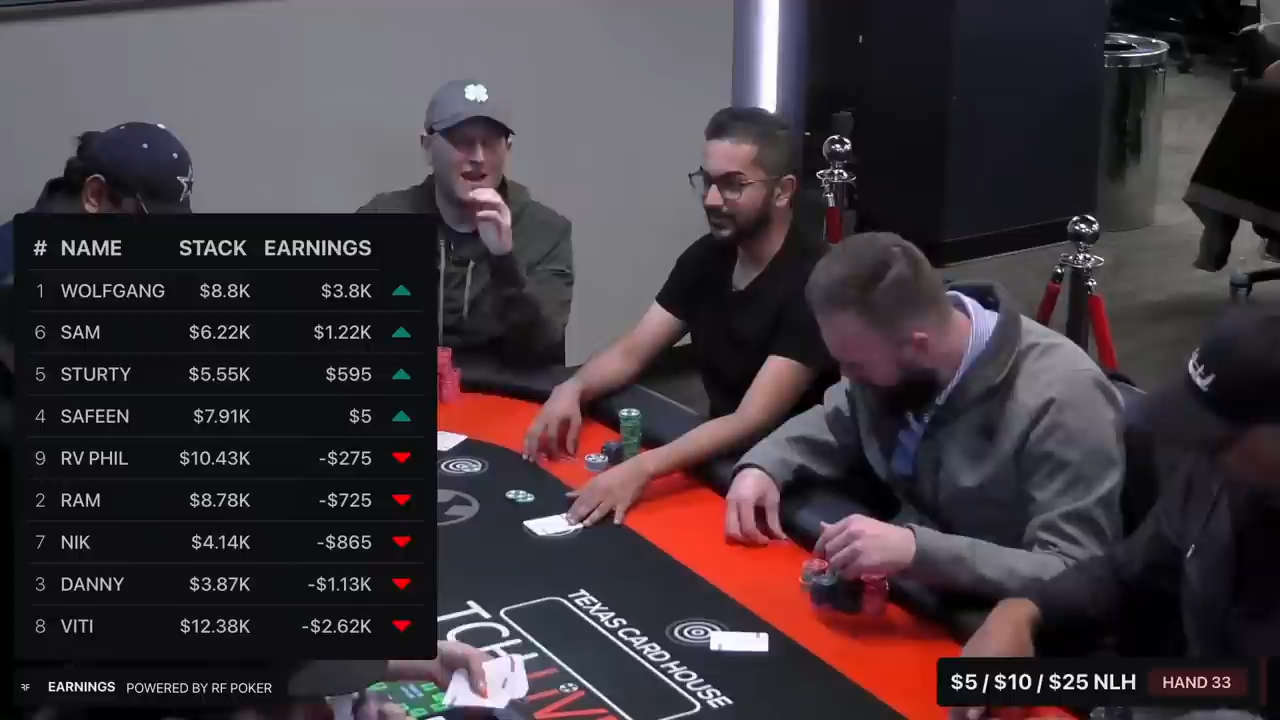 # NAME STACK EARNINGS
1 WOLFGANG $8.8K $3.8K
6 SAM $6.22K $1.22K
5 STURTY $5.55K $595
4 SAFEEN $7.91K $5
9 RV PHIL $10.43K -$275
2 RAM $8.78K -$725
7 NIK $4.14K -$865
3 DANNY $3.87K -$1.13K
8 VITI $12.38K -$2.62K
RF EARNINGS POWERED BY RF POKER
TEXAS CARD HOUSE
TCHLIVE
$5 / $10 / $25 NLH HAND 33